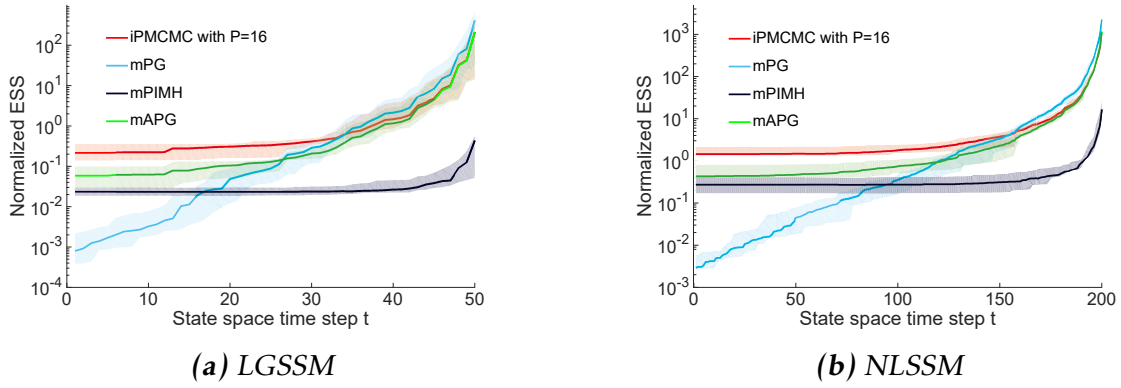 10^2
10^1
10^0
10^-1
10^-2
10^-3
10^-4
Normalized ESS
iPMCMC with P=16
mPG
mPIMH
mAPG
0 10 20 30 40 50
State space time step t
(a) LGSSM
10^3
10^2
10^1
10^0
10^-1
10^-2
10^-3
Normalized ESS
iPMCMC with P=16
mPG
mPIMH
mAPG
0 50 100 150 200
State space time step t
(b) NLSSM